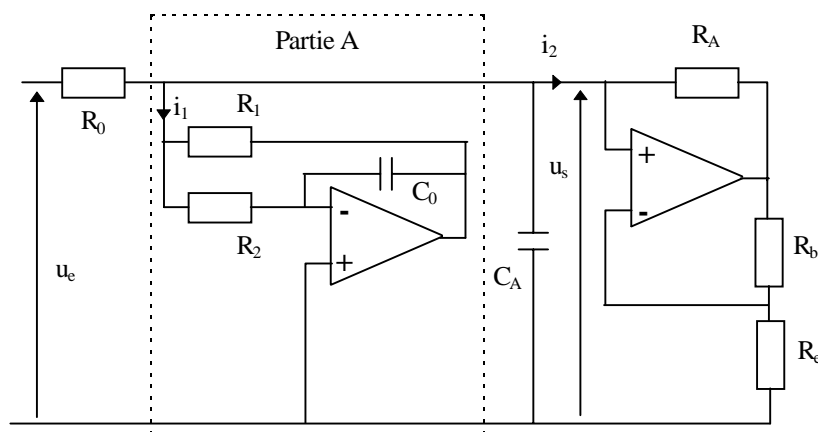 Partie A
i2
RA
R0
i1
R1
C0
R2
-
+
ue
CA
us
+
-
Rb
Re